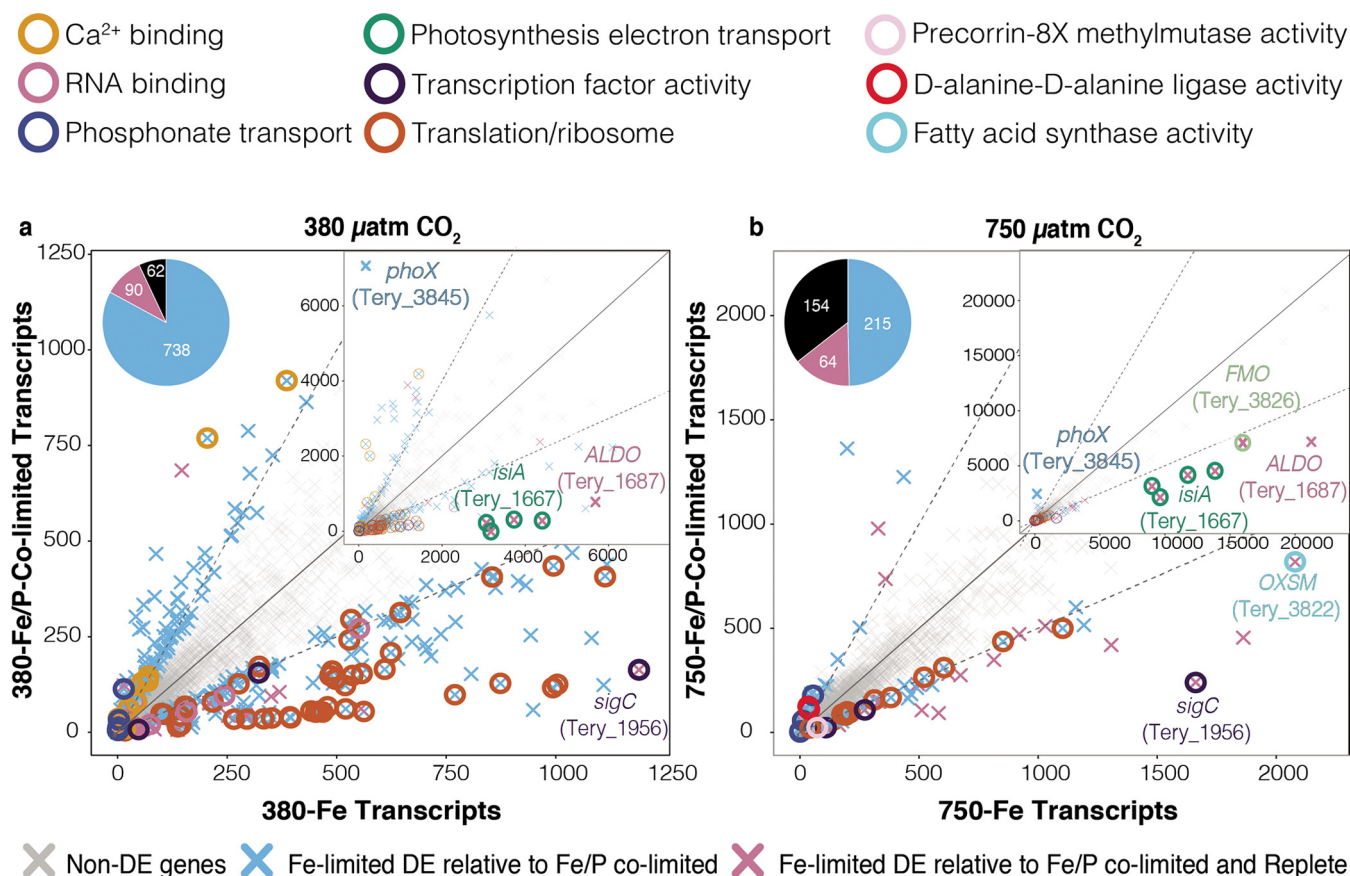 Ca²⁺ binding
Photosynthesis electron transport
Precorrin-8X methylmutase activity
RNA binding
Transcription factor activity
D-alanine-D-alanine ligase activity
Phosphonate transport
Translation/ribosome
Fatty acid synthase activity
a
380 µatm CO₂
380-Fe/P-Co-limited Transcripts
1250
1000
750
500
250
0
62
90
738
6000
4000
2000
0
phoX
(Tery_3845)
isiA
(Tery_1667)
ALDO
(Tery_1687)
0
2000
4000
6000
sigC
(Tery_1956)
0
250
500
750
1000
1250
380-Fe Transcripts
b
750 µatm CO₂
750-Fe/P-Co-limited Transcripts
2000
1500
1000
500
0
154
215
64
20000
15000
10000
5000
0
FMO
(Tery_3826)
phoX
(Tery_3845)
ALDO
(Tery_1687)
isiA
(Tery_1667)
0
5000
10000
15000
20000
OXSM
(Tery_3822)
sigC
(Tery_1956)
0
500
1000
1500
2000
750-Fe Transcripts
Non-DE genes
Fe-limited DE relative to Fe/P co-limited
Fe-limited DE relative to Fe/P co-limited and Replete